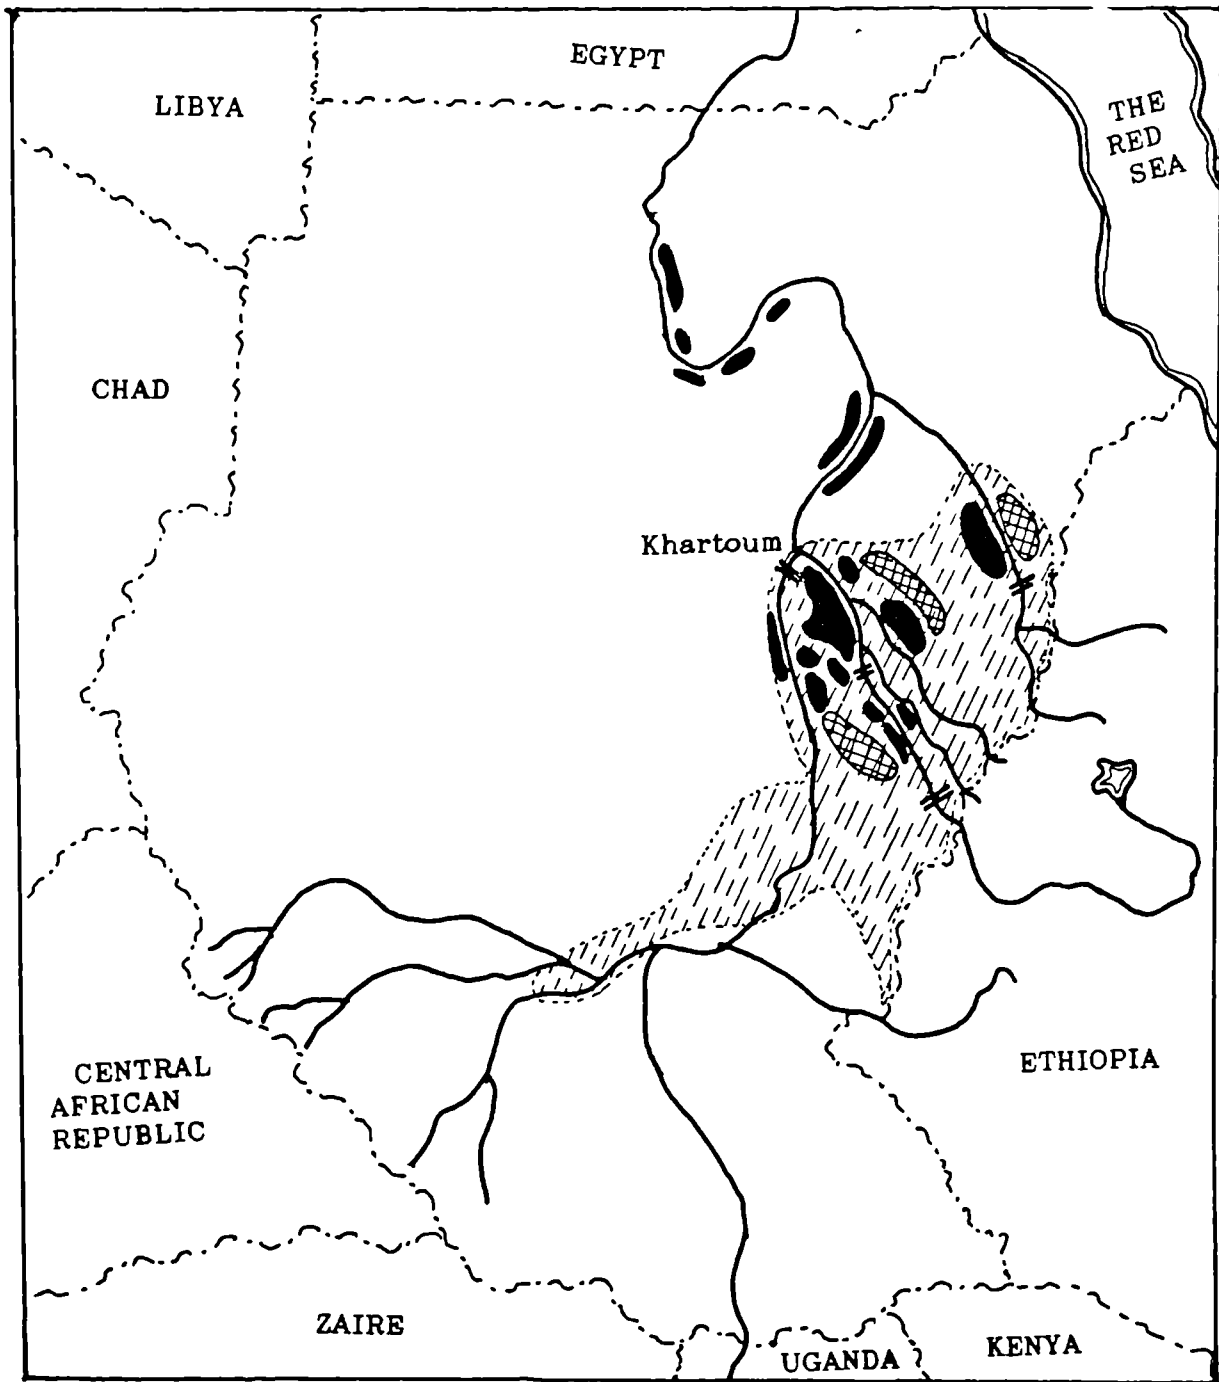 EGYPT
LIBYA
THE
RED
SEA
CHAD
Khartoum
CENTRAL
AFRICAN
REPUBLIC
ETHIOPIA
ZAIRE
UGANDA
KENYA